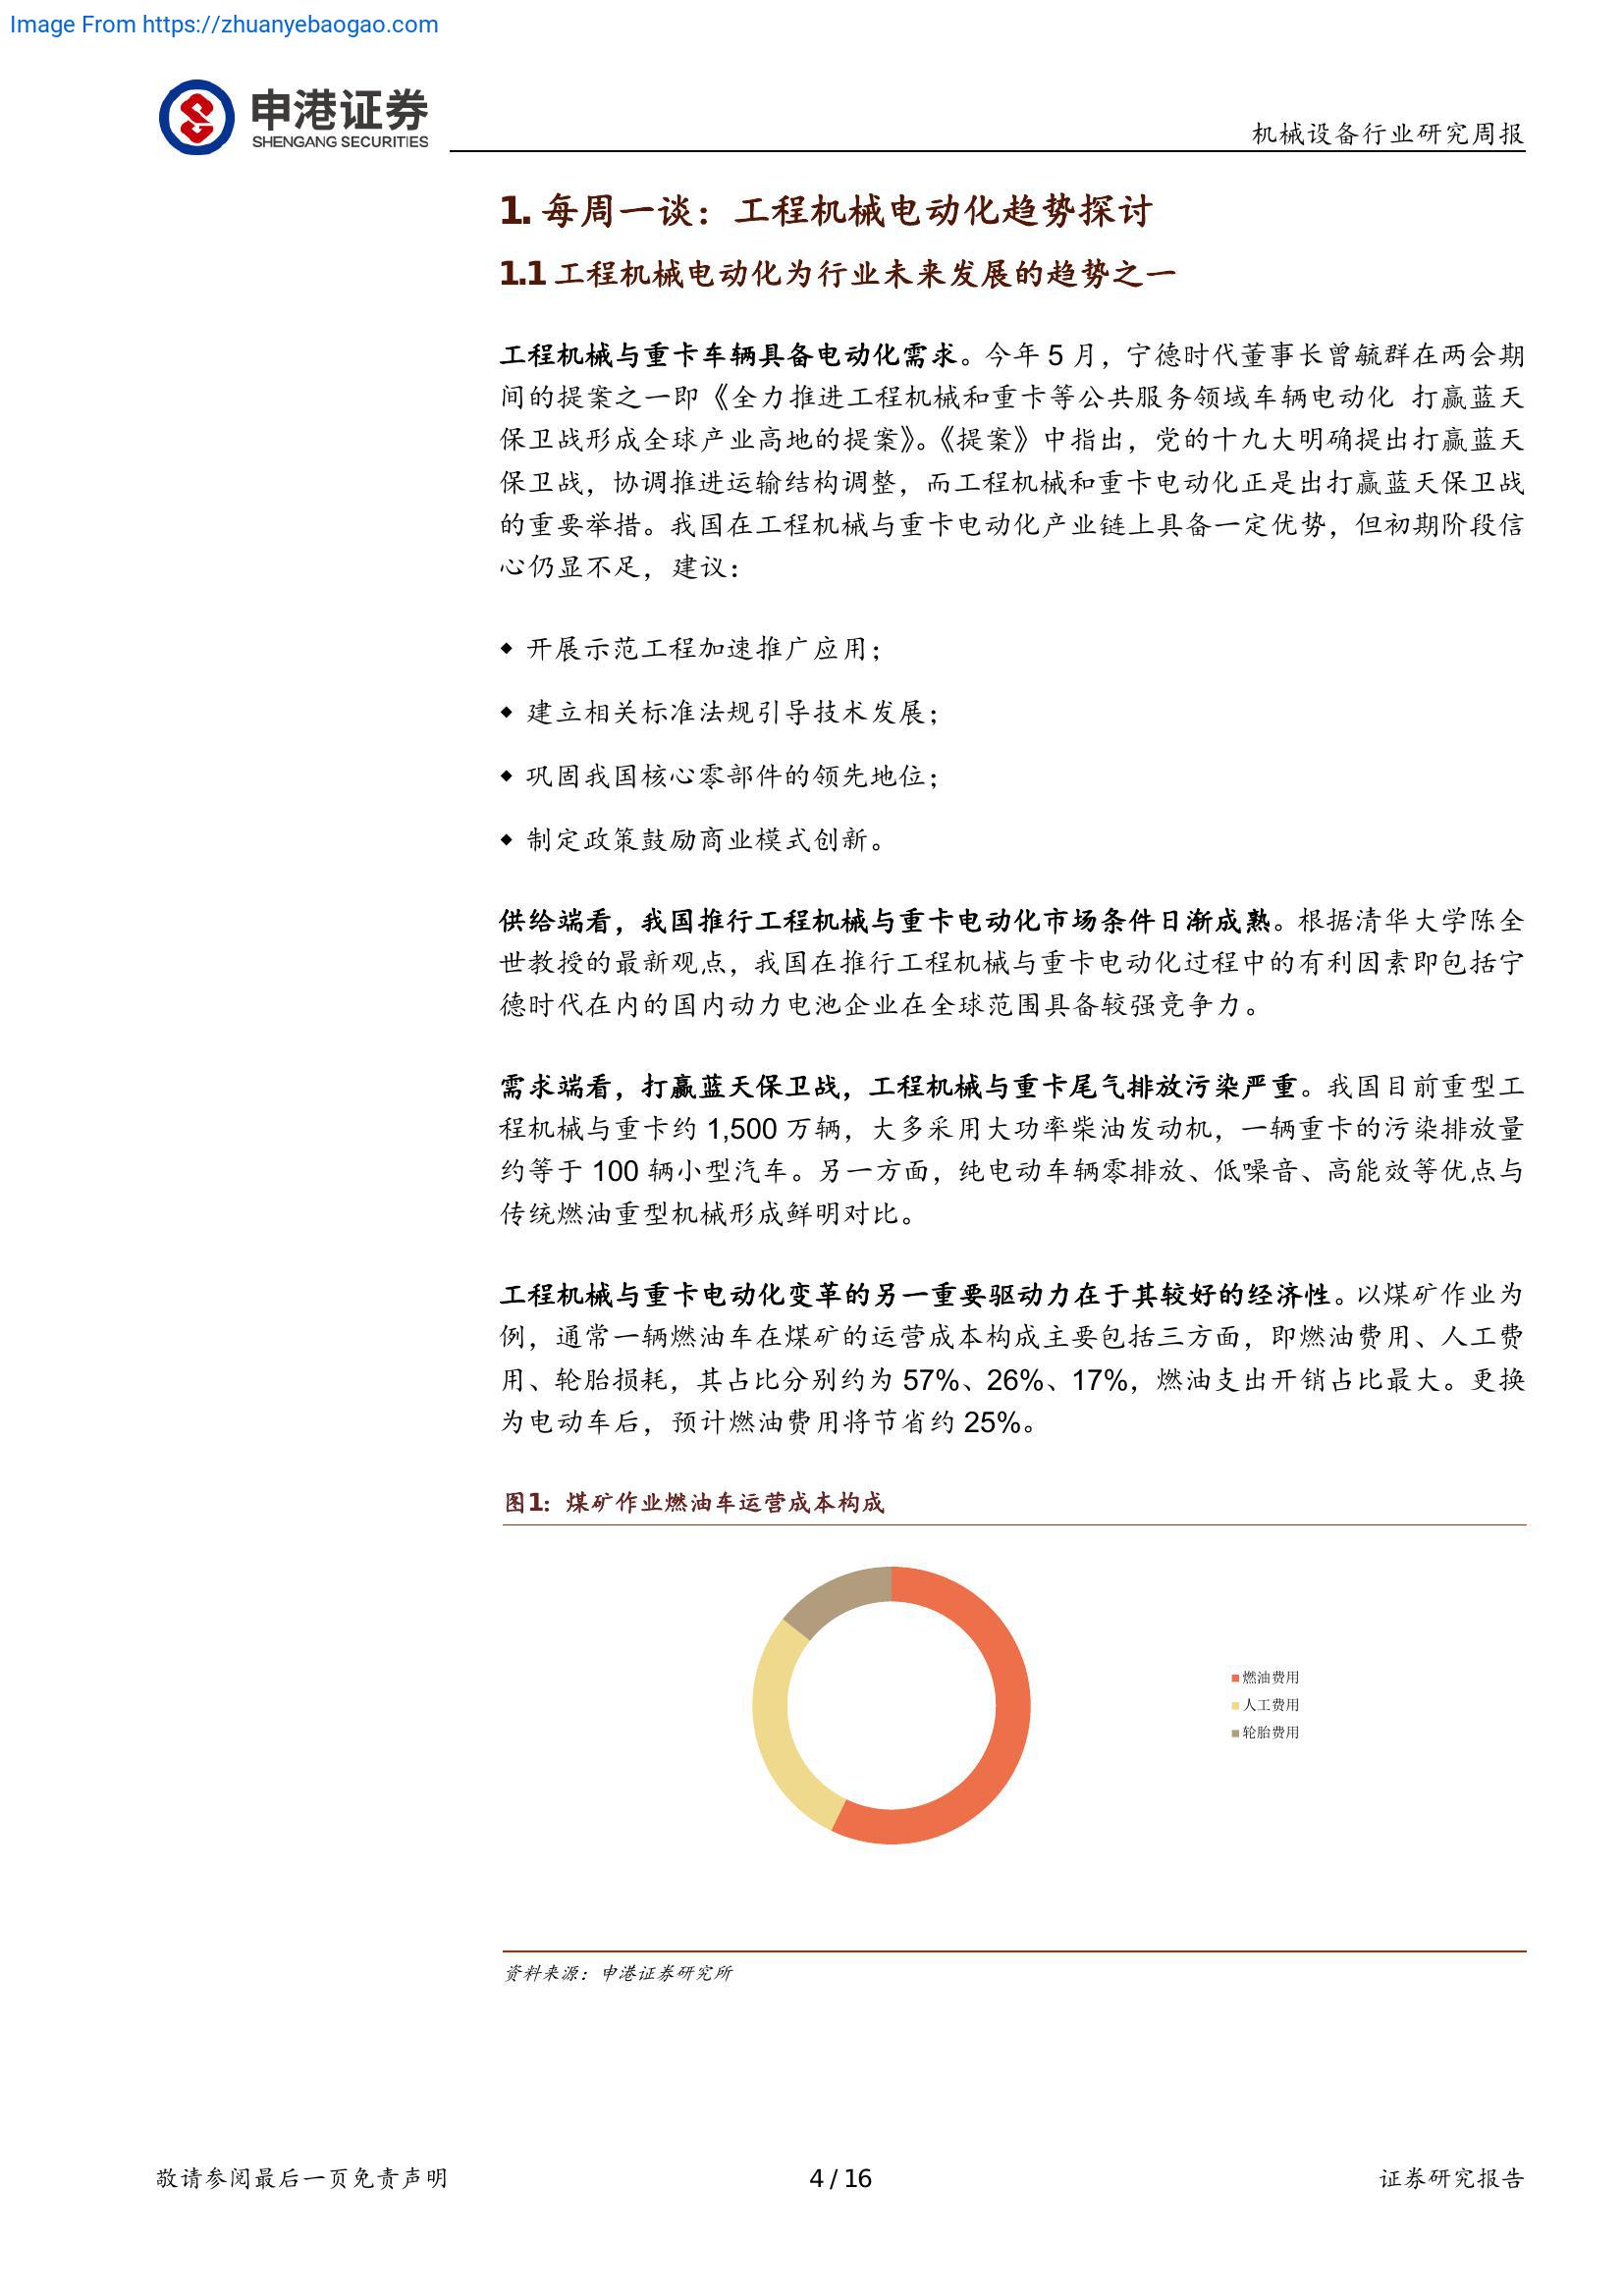 Image From https://zhuanyebaogao.com
申港证券
SHENGANG SECURITIES
机械设备行业研究周报
1. 每周一谈：工程机械电动化趋势探讨
1.1 工程机械电动化为行业未来发展的趋势之一
工程机械与重卡车辆具备电动化需求。今年 5 月，宁德时代董事长曾毓群在两会期
间的提案之一即《全力推进工程机械和重卡等公共服务领域车辆电动化 打赢蓝天
保卫战形成全球产业高地的提案》。《提案》中指出，党的十九大明确提出打赢蓝天
保卫战，协调推进运输结构调整，而工程机械和重卡电动化正是出打赢蓝天保卫战
的重要举措。我国在工程机械与重卡电动化产业链上具备一定优势，但初期阶段信
心仍显不足，建议：
◆ 开展示范工程加速推广应用；
◆ 建立相关标准法规引导技术发展；
◆ 巩固我国核心零部件的领先地位；
◆ 制定政策鼓励商业模式创新。
供给端看，我国推行工程机械与重卡电动化市场条件日渐成熟。根据清华大学陈全
世教授的最新观点，我国在推行工程机械与重卡电动化过程中的有利因素即包括宁
德时代在内的国内动力电池企业在全球范围具备较强竞争力。
需求端看，打赢蓝天保卫战，工程机械与重卡尾气排放污染严重。我国目前重型工
程机械与重卡约 1,500 万辆，大多采用大功率柴油发动机，一辆重卡的污染排放量
约等于 100 辆小型汽车。另一方面，纯电动车辆零排放、低噪音、高能效等优点与
传统燃油重型机械形成鲜明对比。
工程机械与重卡电动化变革的另一重要驱动力在于其较好的经济性。以煤矿作业为
例，通常一辆燃油车在煤矿的运营成本构成主要包括三方面，即燃油费用、人工费
用、轮胎损耗，其占比分别约为 57%、26%、17%，燃油支出开销占比最大。更换
为电动车后，预计燃油费用将节省约 25%。
图1：煤矿作业燃油车运营成本构成
燃油费用
人工费用
轮胎费用
资料来源：申港证券研究所
敬请参阅最后一页免责声明
4 / 16
证券研究报告